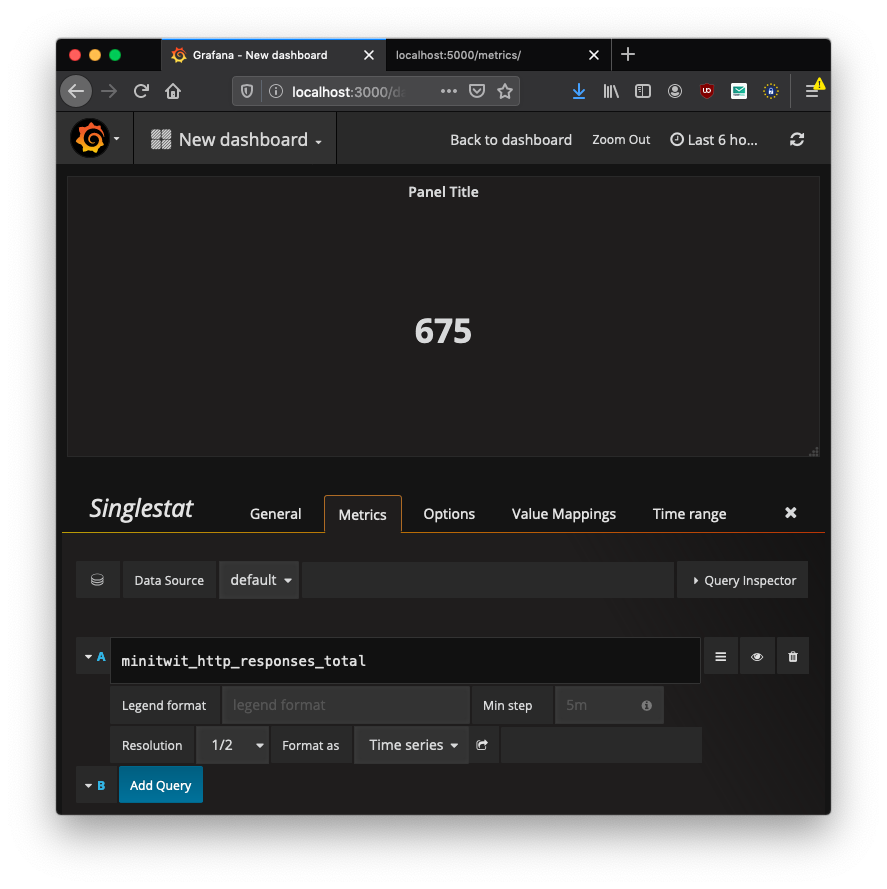 Grafana - New dashboard
localhost:5000/metrics/
localhost:3000/d
New dashboard
Back to dashboard
Zoom Out
Last 6 ho...
Panel Title
675
Singlestat
General
Metrics
Options
Value Mappings
Time range
Data Source
default
Query Inspector
A
minitwit_http_responses_total
Legend format
legend format
Min step
5m
Resolution
1/2
Format as
Time series
B
Add Query